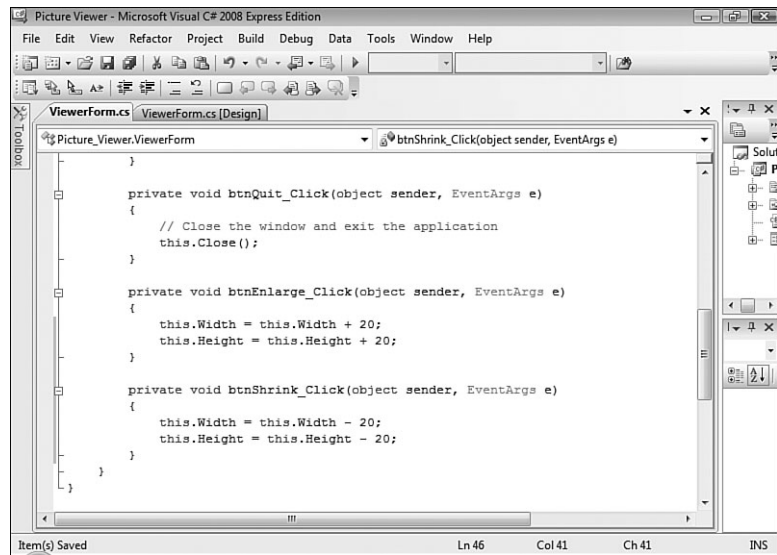 Picture Viewer - Microsoft Visual C# 2008 Express Edition
File Edit View Refactor Project Build Debug Data Tools Window Help
ViewerForm.cs ViewerForm.cs [Design]
Toolbox
Picture_Viewer.ViewerForm btnShrink_Click(object sender, EventArgs e)
}
private void btnQuit_Click(object sender, EventArgs e)
{
// Close the window and exit the application
this.Close();
}
private void btnEnlarge_Click(object sender, EventArgs e)
{
this.Width = this.Width + 20;
this.Height = this.Height + 20;
}
private void btnShrink_Click(object sender, EventArgs e)
{
this.Width = this.Width - 20;
this.Height = this.Height - 20;
}
}
}
Solut
P
Item(s) Saved Ln 46 Col 41 Ch 41 INS